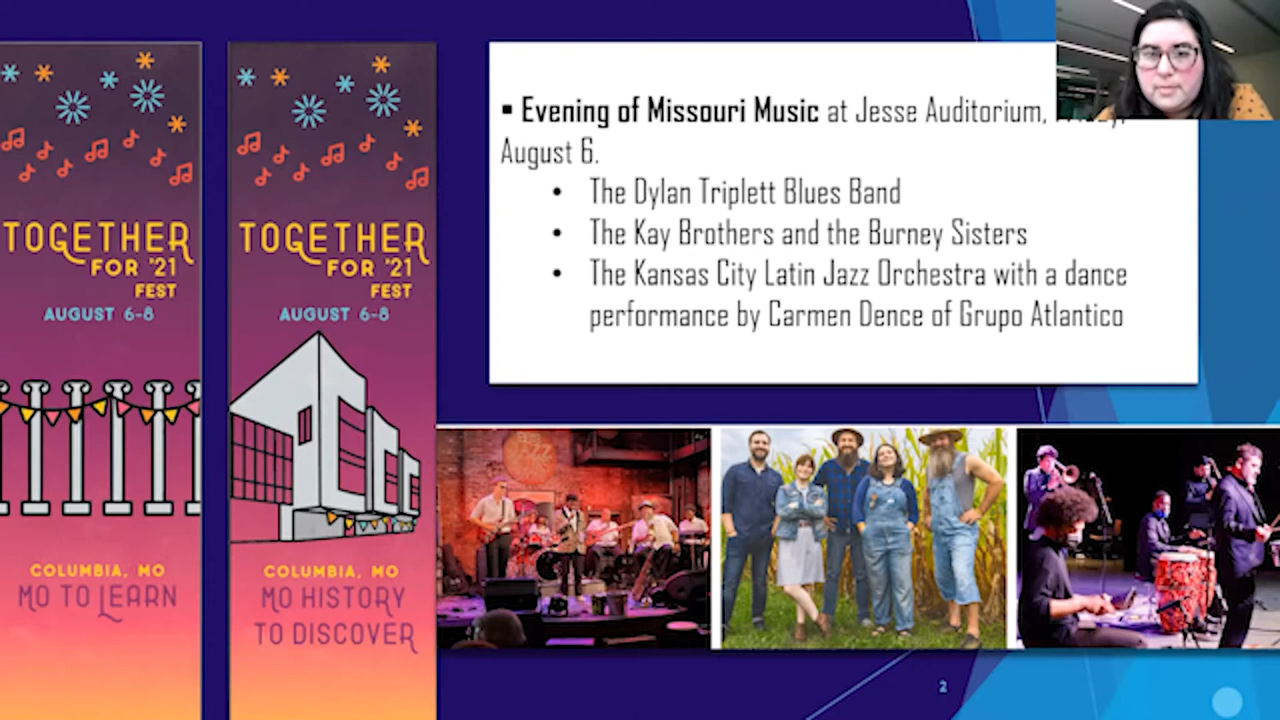 TOGETHER
FOR '21
FEST
AUGUST 6-8
COLUMBIA, MO
MO TO LEARN
TOGETHER
FOR '21
FEST
AUGUST 6-8
COLUMBIA, MO
MO HISTORY
TO DISCOVER
▪ Evening of Missouri Music at Jesse Auditorium,
August 6.
• The Dylan Triplett Blues Band
• The Kay Brothers and the Burney Sisters
• The Kansas City Latin Jazz Orchestra with a dance
performance by Carmen Dence of Grupo Atlantico
2